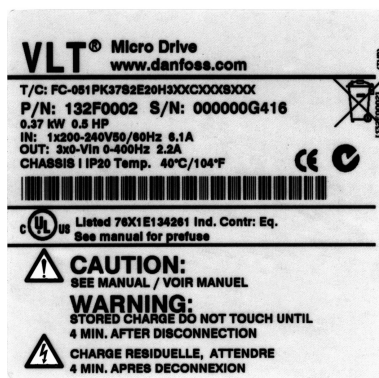 VLT® Micro Drive
www.danfoss.com
T/C: FC-051PK37S2E20H3XXCXXXSXXX
P/N: 132F0002 S/N: 000000G416
0.37 kW 0.5 HP
IN: 1x200-240V50/60Hz 6.1A
OUT: 3x0-Vin 0-400Hz 2.2A
CHASSIS I IP20 Temp. 40°C/104°F
CE
c UL US Listed 76X1E134261 Ind. Contr: Eq.
See manual for prefuse
CAUTION:
SEE MANUAL / VOIR MANUEL
WARNING:
STORED CHARGE DO NOT TOUCH UNTIL
4 MIN. AFTER DISCONNECTION
CHARGE RESIDUELLE, ATTENDRE
4 MIN. APRES DECONNEXION